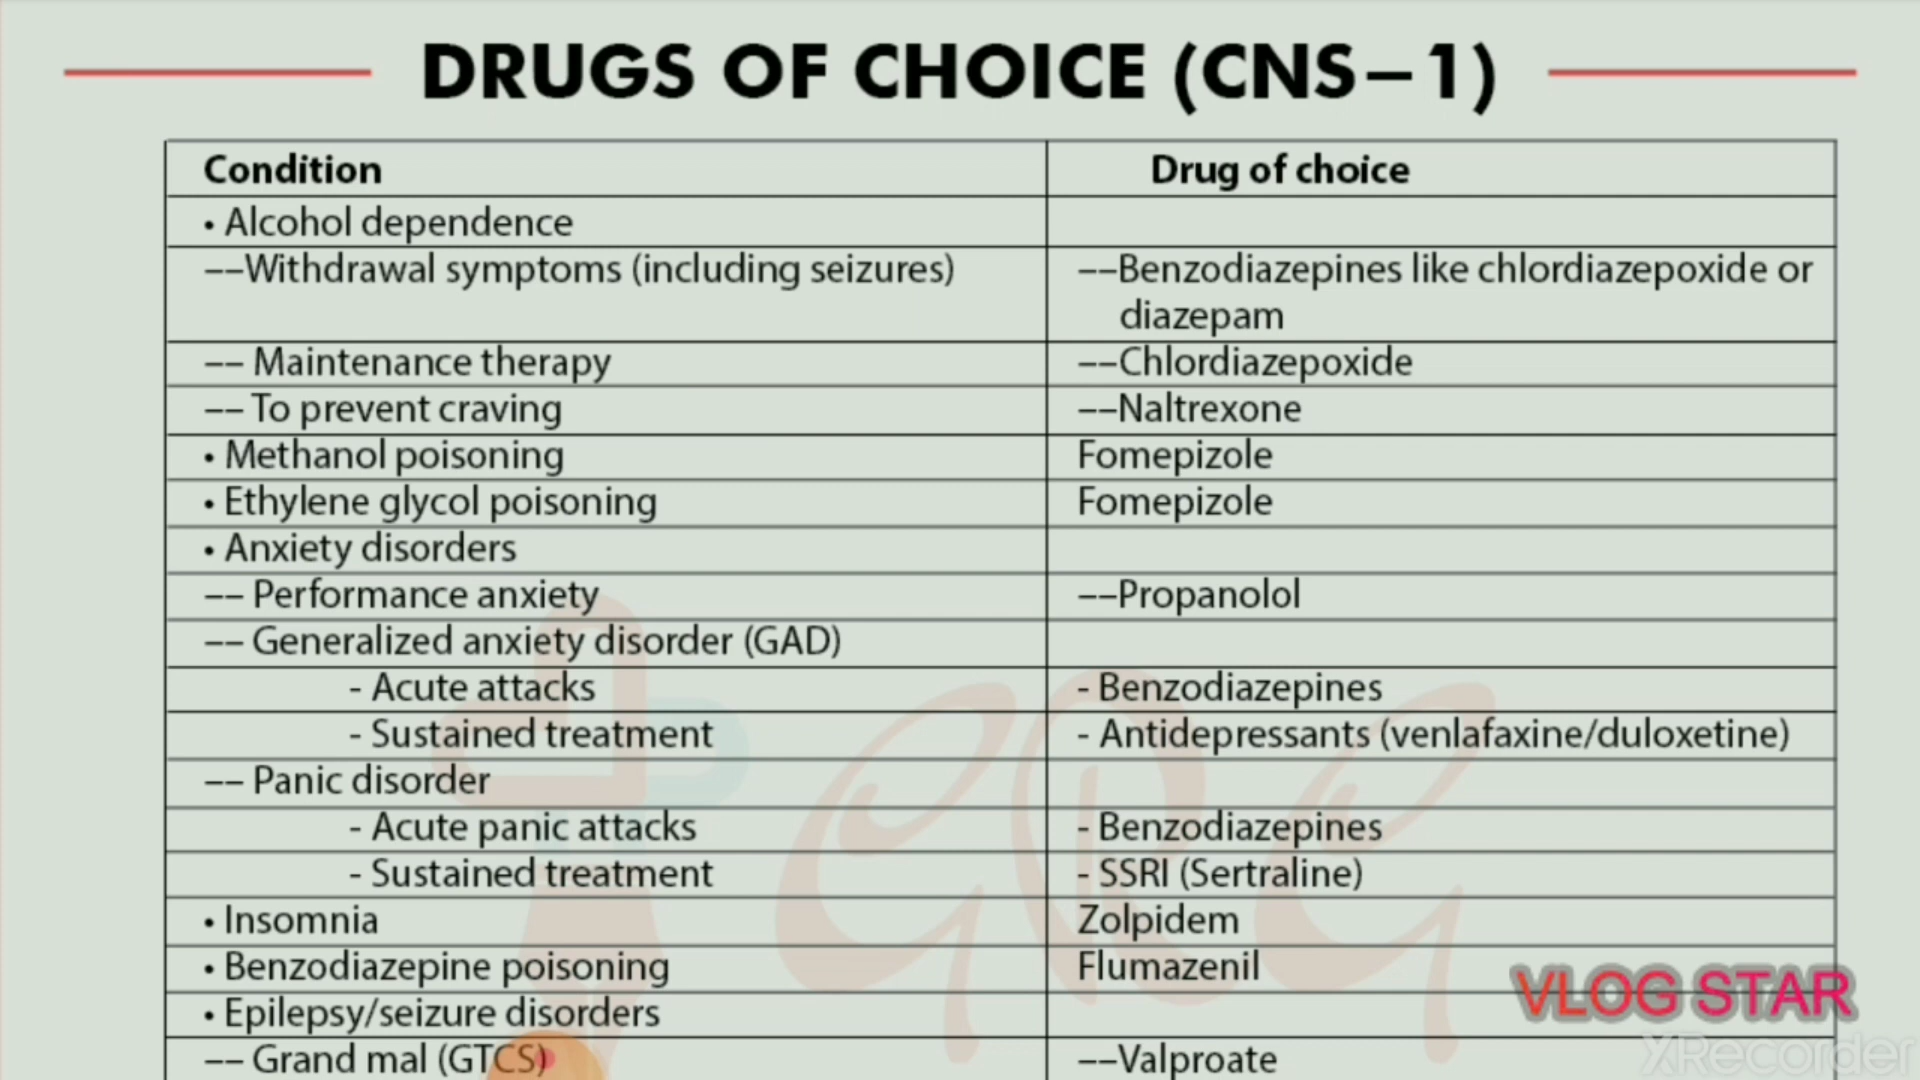 DRUGS OF CHOICE (CNS–1)
Condition Drug of choice
• Alcohol dependence
––Withdrawal symptoms (including seizures) ––Benzodiazepines like chlordiazepoxide or
diazepam
–– Maintenance therapy ––Chlordiazepoxide
–– To prevent craving ––Naltrexone
• Methanol poisoning Fomepizole
• Ethylene glycol poisoning Fomepizole
• Anxiety disorders
–– Performance anxiety ––Propanolol
–– Generalized anxiety disorder (GAD)
- Acute attacks - Benzodiazepines
- Sustained treatment - Antidepressants (venlafaxine/duloxetine)
–– Panic disorder
- Acute panic attacks - Benzodiazepines
- Sustained treatment - SSRI (Sertraline)
• Insomnia Zolpidem
• Benzodiazepine poisoning Flumazenil
• Epilepsy/seizure disorders
–– Grand mal (GTCS) ––Valproate
GRG
VLOG STAR
XRecorder